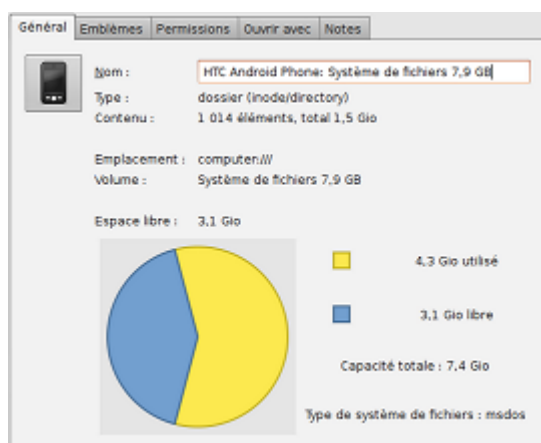 Général Emblèmes Permissions Ouvrir avec Notes
Nom : HTC Android Phone: Système de fichiers 7,9 GB
Type : dossier (inode/directory)
Contenu : 1 014 éléments, total 1,5 Gio
Emplacement : computer:///
Volume : Système de fichiers 7,9 GB
Espace libre : 3,1 Gio
4,3 Gio utilisé
3,1 Gio libre
Capacité totale : 7,4 Gio
Type de système de fichiers : msdos